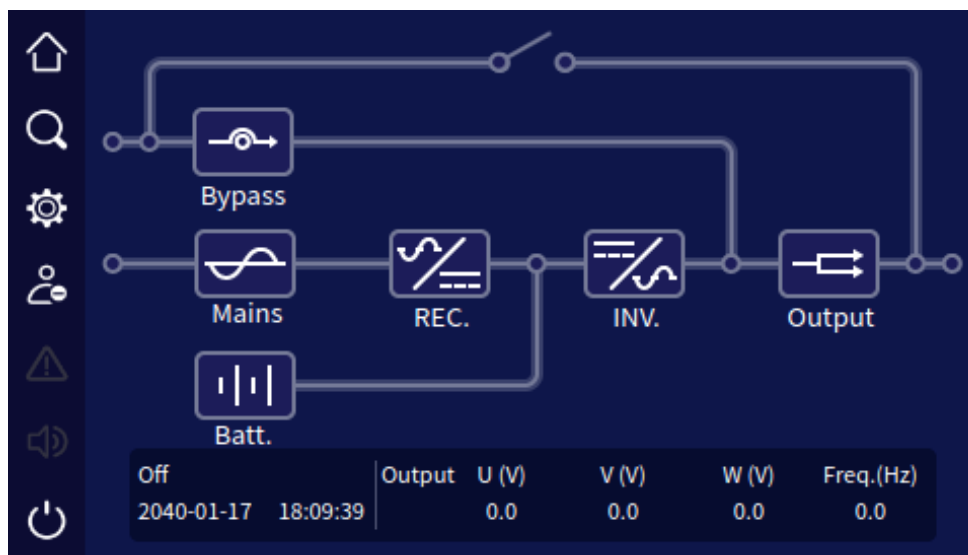 Bypass
Mains
REC.
INV.
Output
Batt.
Off Output U (V) V (V) W (V) Freq.(Hz)
2040-01-17 18:09:39 0.0 0.0 0.0 0.0